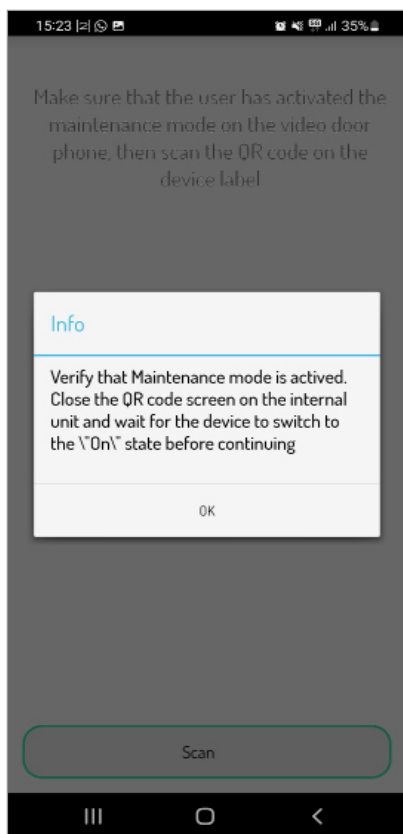 15:23
35%
Make sure that the user has activated the
maintenance mode on the video door
phone, then scan the QR code on the
device label
Info
Verify that Maintenance mode is actived.
Close the QR code screen on the internal
unit and wait for the device to switch to
the \"On\" state before continuing
OK
Scan